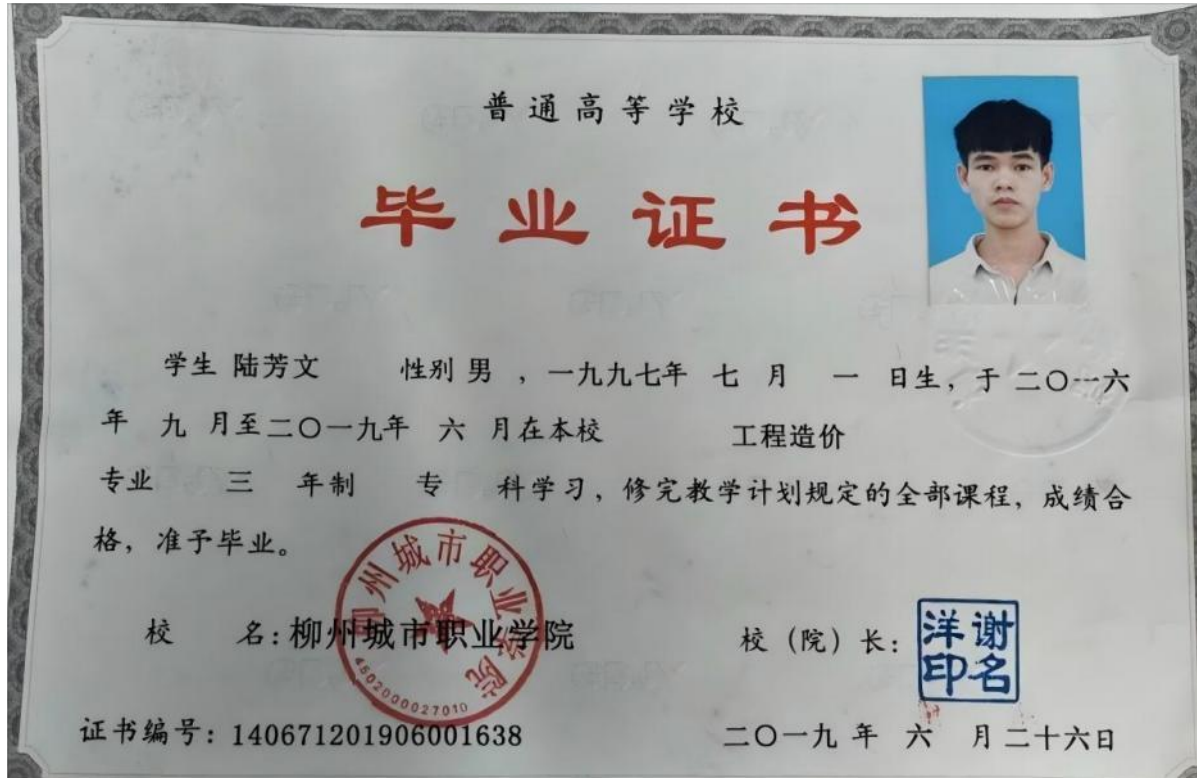 普通高等学校
毕业证书
学生 陆芳文 性别 男 ，一九九七年 七 月 一 日生，于 二〇一六
年 九 月至二〇一九年 六 月在本校 工程造价
专业 三 年制 专 科学习，修完教学计划规定的全部课程，成绩合
格，准予毕业。
柳州城市职业学院
4502000027010
校 名：柳州城市职业学院 校（院）长：
谢名洋印
证书编号：140671201906001638 二〇一九 年 六 月 二十六日